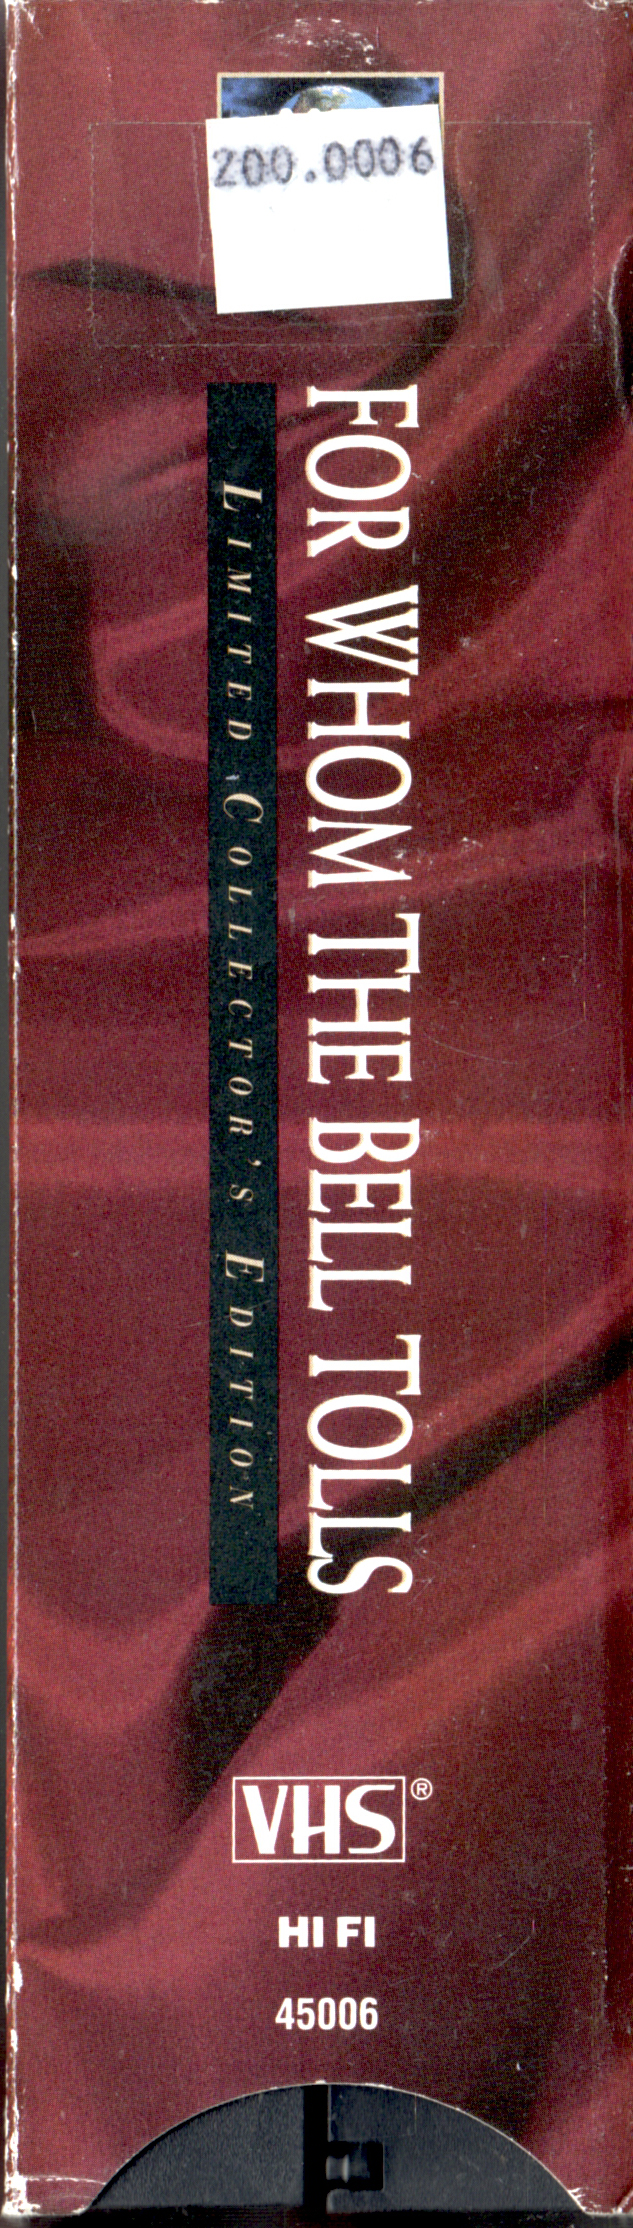 200.0006
FOR WHOM THE BELL TOLLS
LIMITED COLLECTOR'S EDITION
VHS®
HI FI
45006